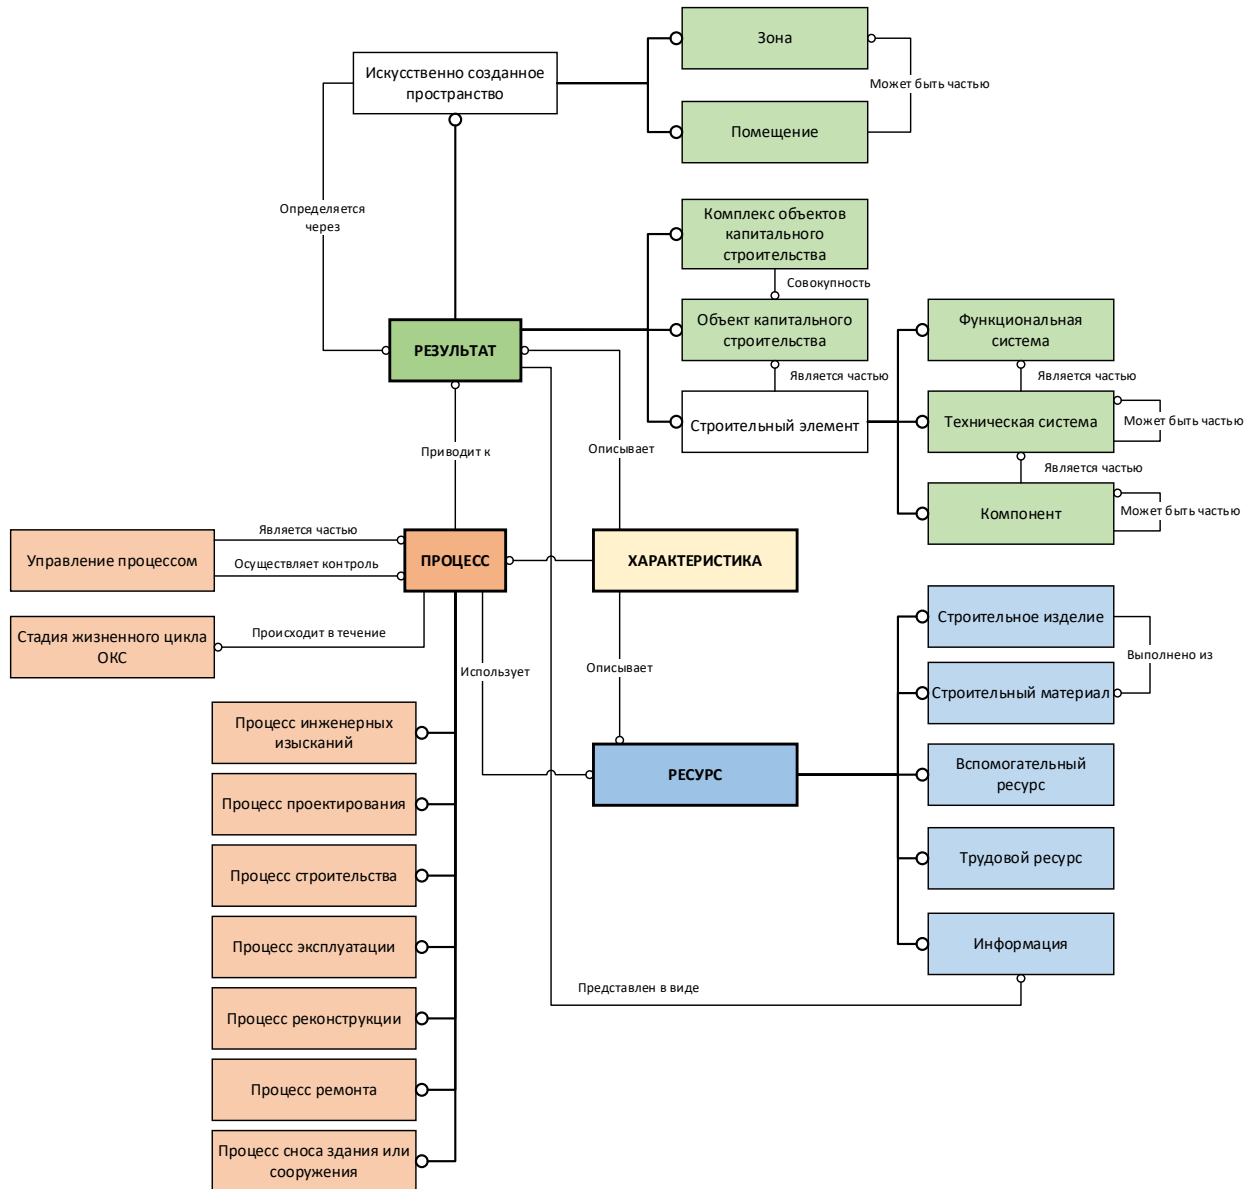 Зона
Искусственно созданное
пространство
Может быть частью
Помещение
Определяется
через
Комплекс объектов
капитального
строительства
Совокупность
Объект капитального
строительства
Функциональная
система
РЕЗУЛЬТАТ
Является частью
Является частью
Строительный элемент
Техническая система
Может быть частью
Приводит к
Описывает
Является частью
Компонент
Может быть частью
Является частью
Управление процессом
Осуществляет контроль
ПРОЦЕСС
ХАРАКТЕРИСТИКА
Стадия жизненного цикла
ОКС
Происходит в течение
Строительное изделие
Использует
Описывает
Выполнено из
Строительный материал
Процесс инженерных
изысканий
РЕСУРС
Вспомогательный
ресурс
Процесс проектирования
Процесс строительства
Трудовой ресурс
Процесс эксплуатации
Информация
Представлен в виде
Процесс реконструкции
Процесс ремонта
Процесс сноса здания или
сооружения